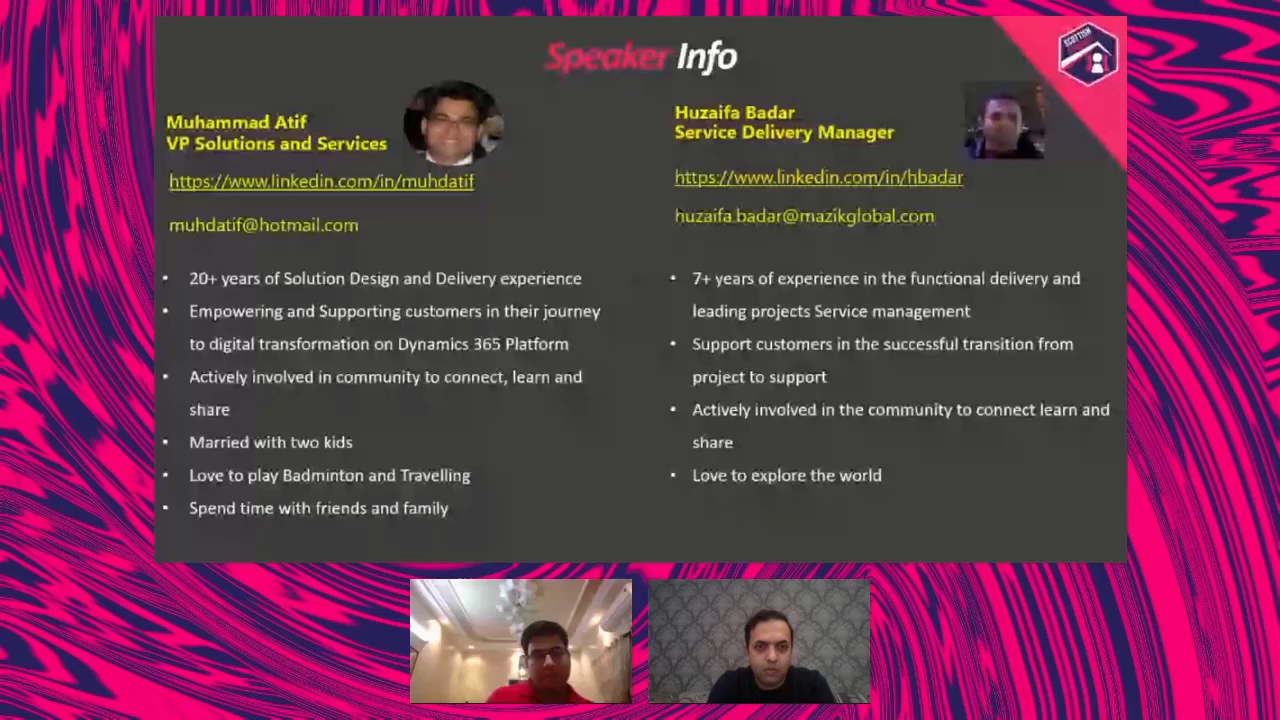 Speaker Info
SCOTTISH
Muhammad Atif
VP Solutions and Services
https://www.linkedin.com/in/muhdatif
muhdatif@hotmail.com
• 20+ years of Solution Design and Delivery experience
• Empowering and Supporting customers in their journey
to digital transformation on Dynamics 365 Platform
• Actively involved in community to connect, learn and
share
• Married with two kids
• Love to play Badminton and Travelling
• Spend time with friends and family
Huzaifa Badar
Service Delivery Manager
https://www.linkedin.com/in/hbadar
huzaifa.badar@mazikglobal.com
• 7+ years of experience in the functional delivery and
leading projects Service management
• Support customers in the successful transition from
project to support
• Actively involved in the community to connect learn and
share
• Love to explore the world